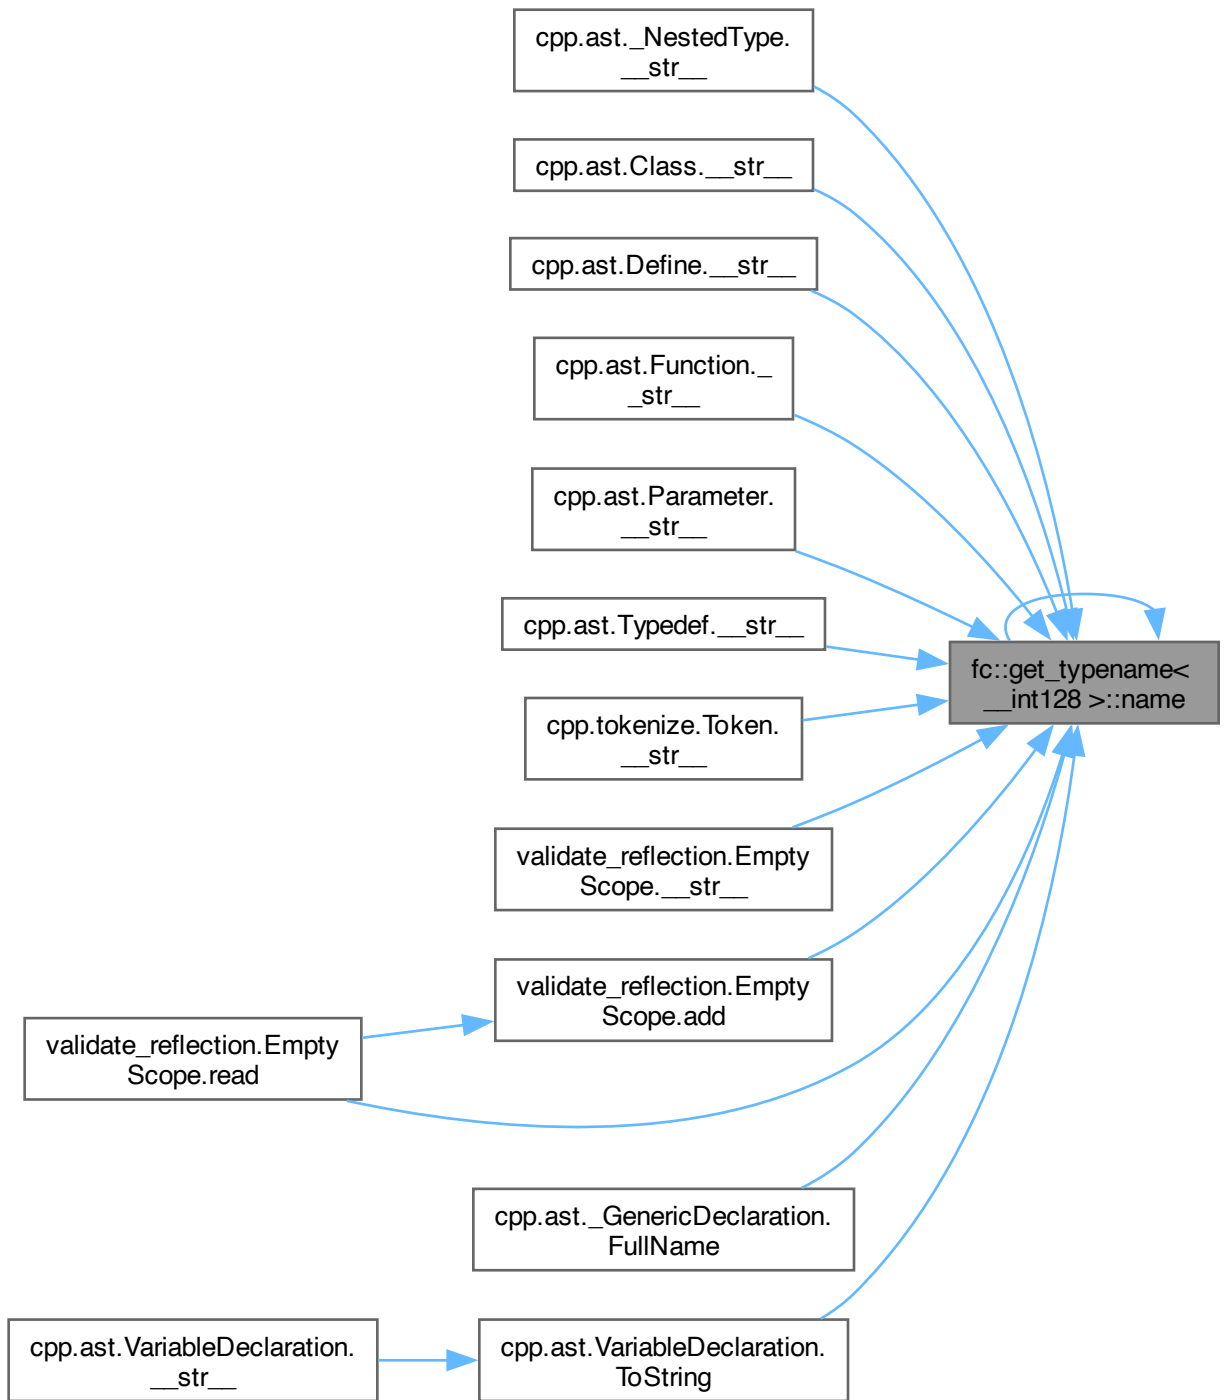 cpp.ast._NestedType.
__str__
cpp.ast.Class.__str__
cpp.ast.Define.__str__
cpp.ast.Function._
_str__
cpp.ast.Parameter.
__str__
cpp.ast.Typedef.__str__
fc::get_typename<
__int128 >::name
cpp.tokenize.Token.
__str__
validate_reflection.Empty
Scope.__str__
validate_reflection.Empty
Scope.add
validate_reflection.Empty
Scope.read
cpp.ast._GenericDeclaration.
FullName
cpp.ast.VariableDeclaration.
__str__
cpp.ast.VariableDeclaration.
ToString